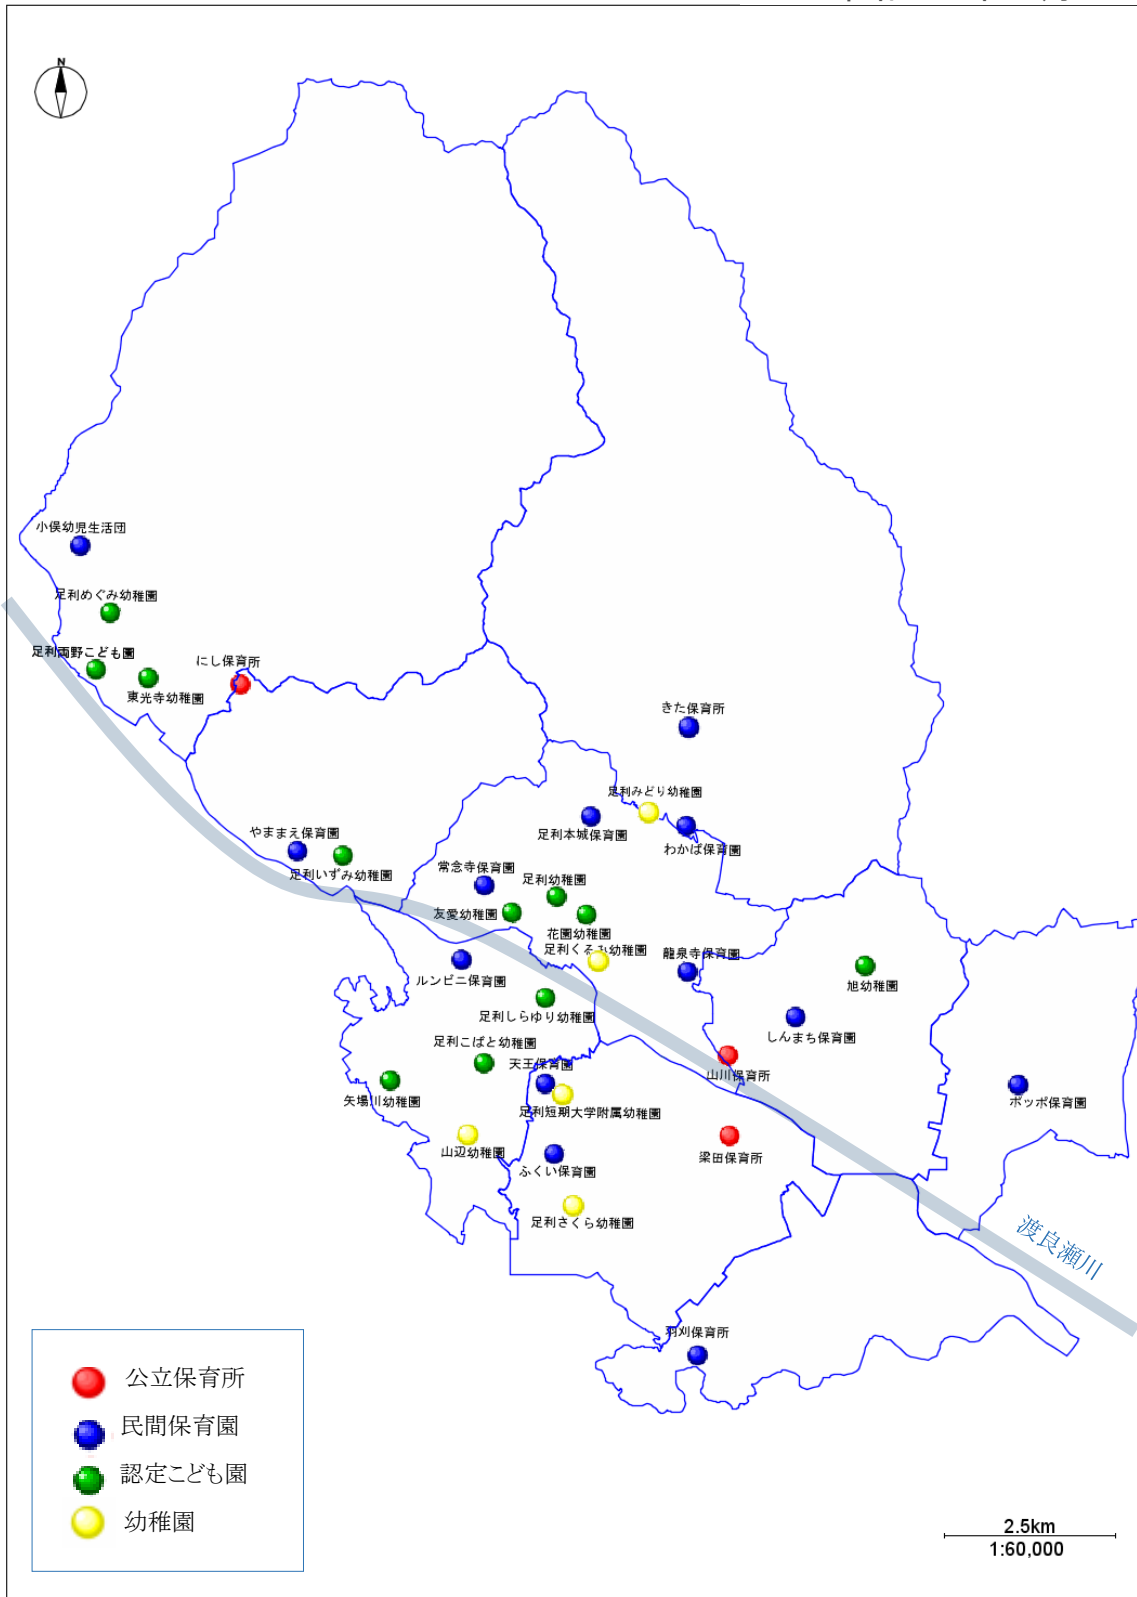 N
小俣幼児生活団
足利めぐみ幼稚園
足利両野こども園
にし保育所
東光寺幼稚園
きた保育所
足利みどり幼稚園
足利本城保育園
わかば保育園
やままえ保育園
足利いずみ幼稚園
常念寺保育園
足利幼稚園
友愛幼稚園
花園幼稚園
足利くるみ幼稚園
龍泉寺保育園
ルンビニ保育園
旭幼稚園
足利しらゆり幼稚園
しんまち保育園
足利こばと幼稚園
天王保育園
山川保育所
矢場川幼稚園
足利短期大学附属幼稚園
ポッポ保育園
山辺幼稚園
ふくい保育園
梁田保育所
足利さくら幼稚園
渡良瀬川
羽刈保育所
公立保育所
民間保育園
認定こども園
幼稚園
2.5km
1:60,000